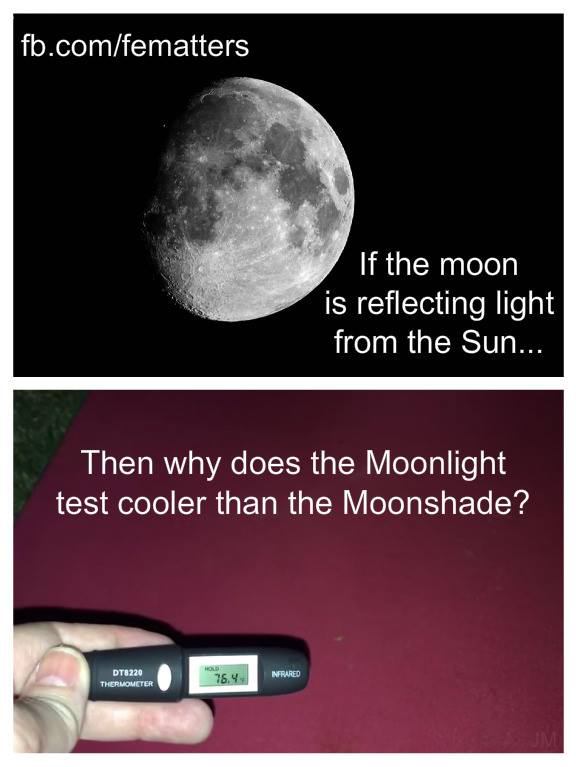 fb.com/fematters
If the moon
is reflecting light
from the Sun...
Then why does the Moonlight
test cooler than the Moonshade?
DT8220
THERMOMETER
HOLD
76.4
INFRARED
JM